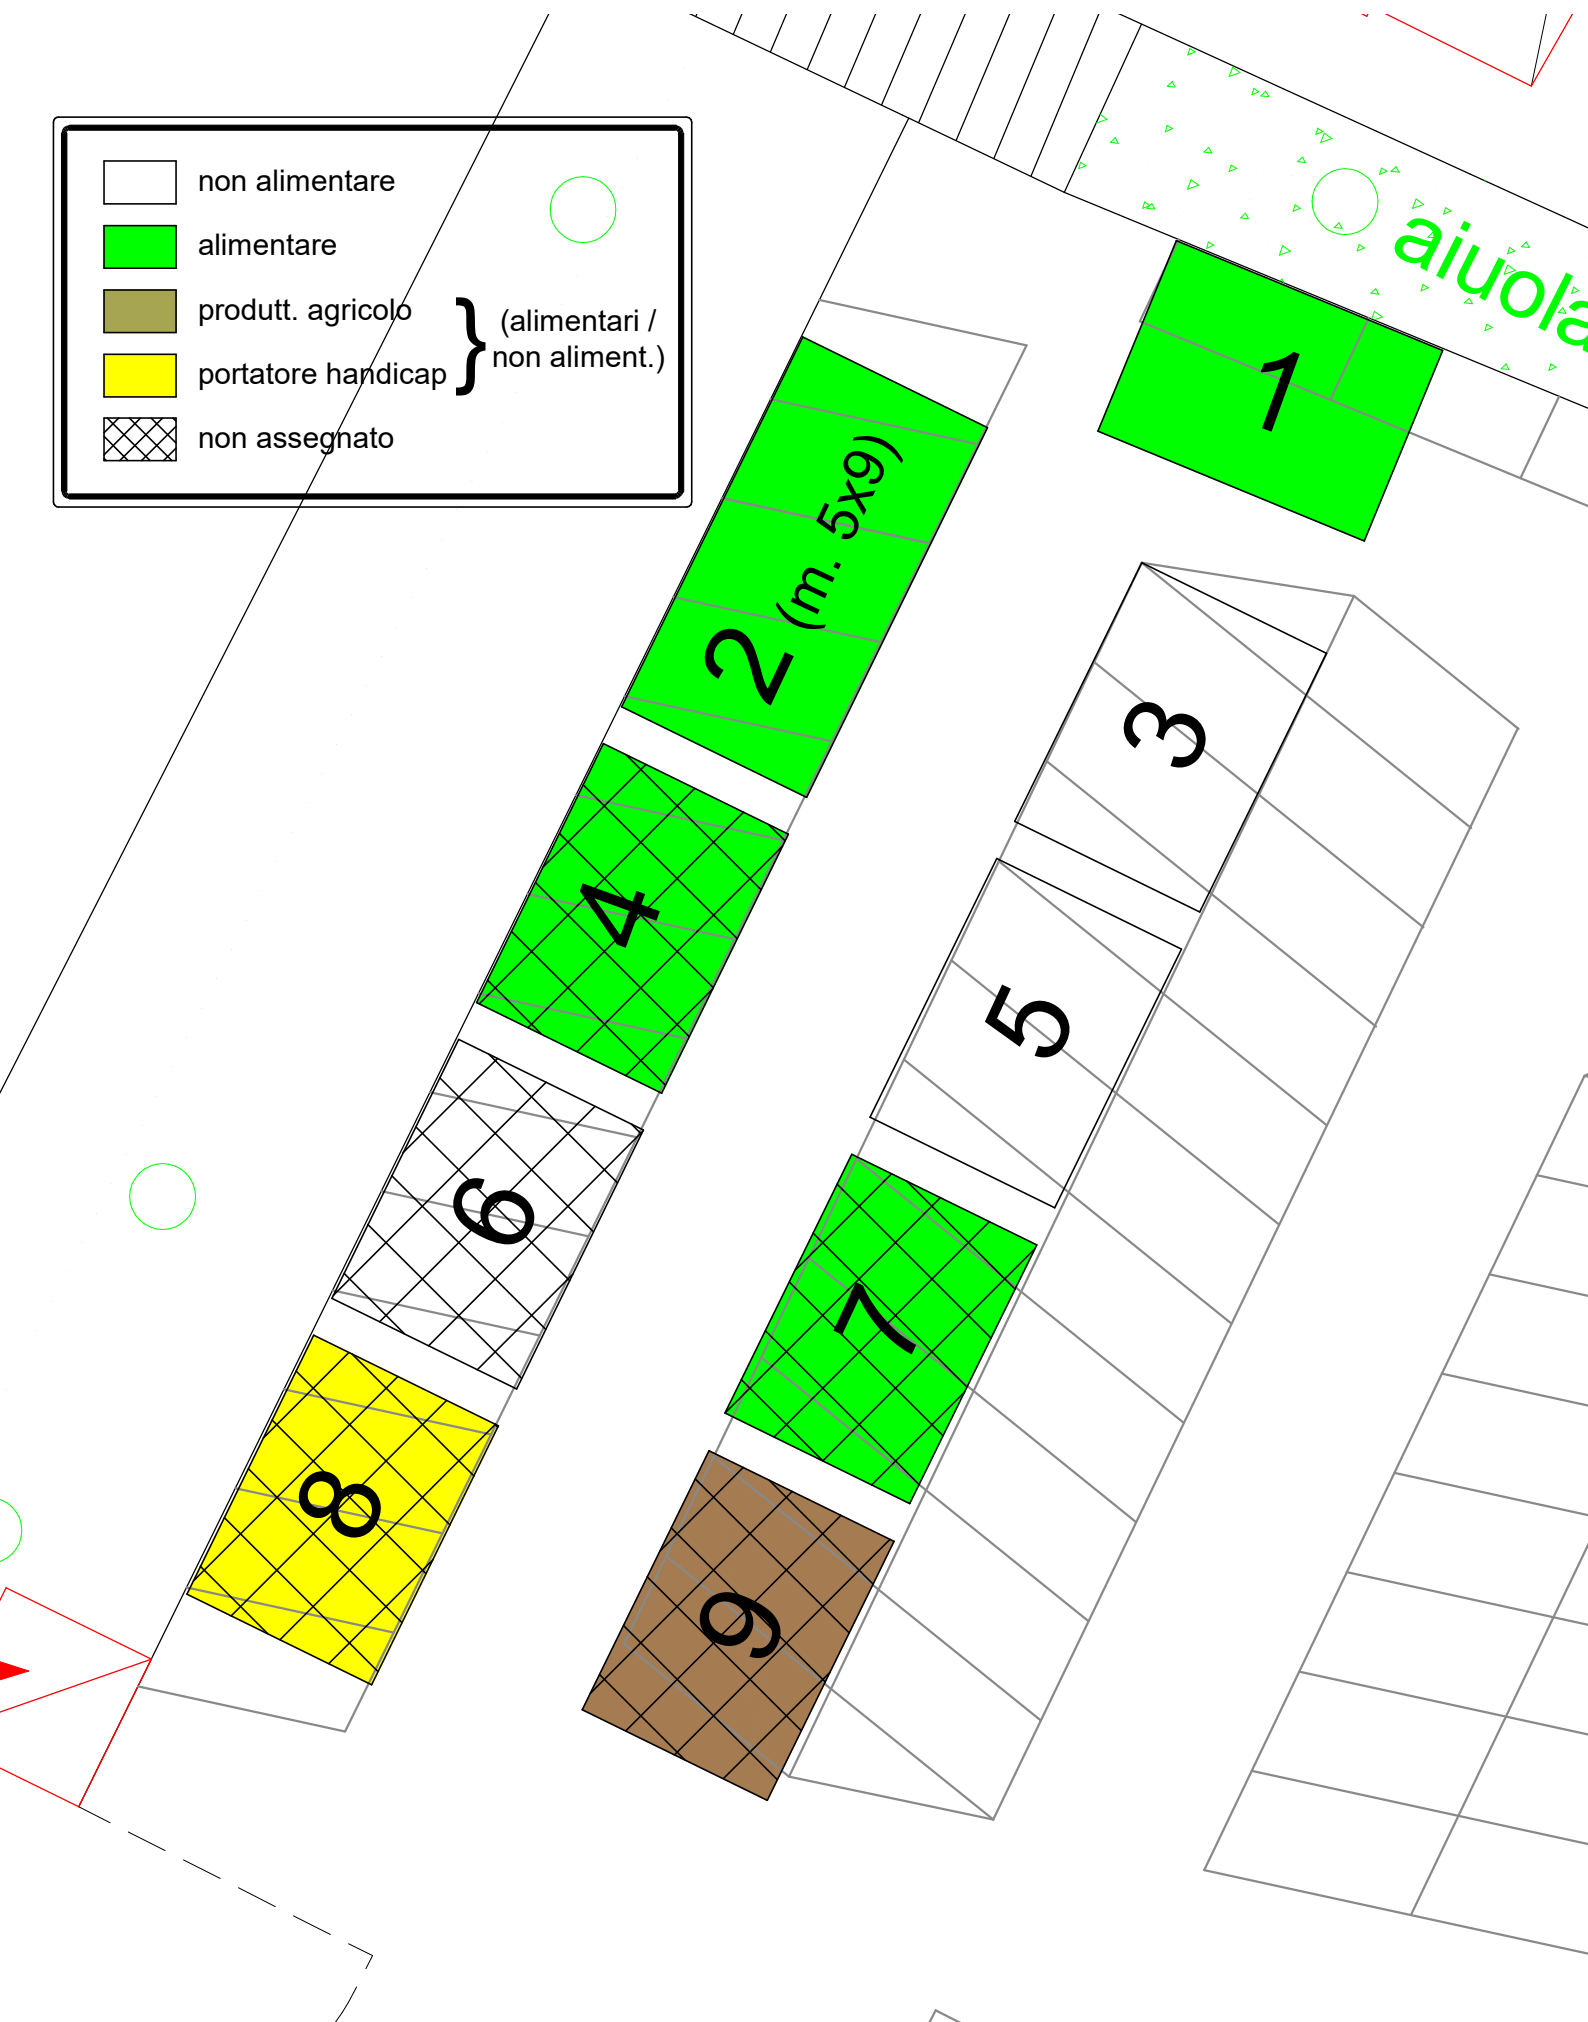 non alimentare
alimentare
produtt. agricolo
portatore handicap
} (alimentari /
non aliment.)
non assegnato
aiuola
1
2 (m. 5x9)
3
4
5
6
7
8
9